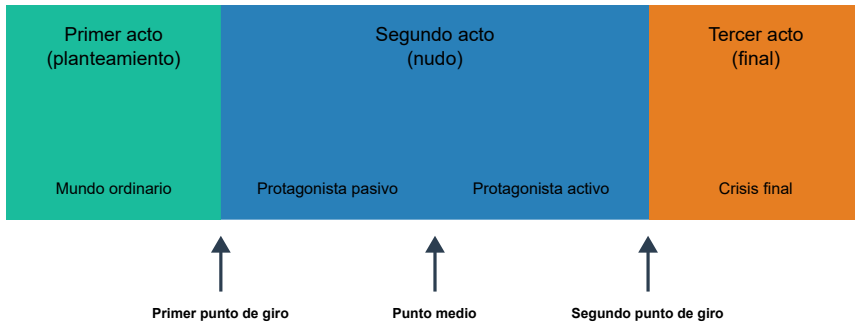 Primer acto
(planteamiento)
Segundo acto
(nudo)
Tercer acto
(final)
Mundo ordinario
Protagonista pasivo
Protagonista activo
Crisis final
Primer punto de giro
Punto medio
Segundo punto de giro